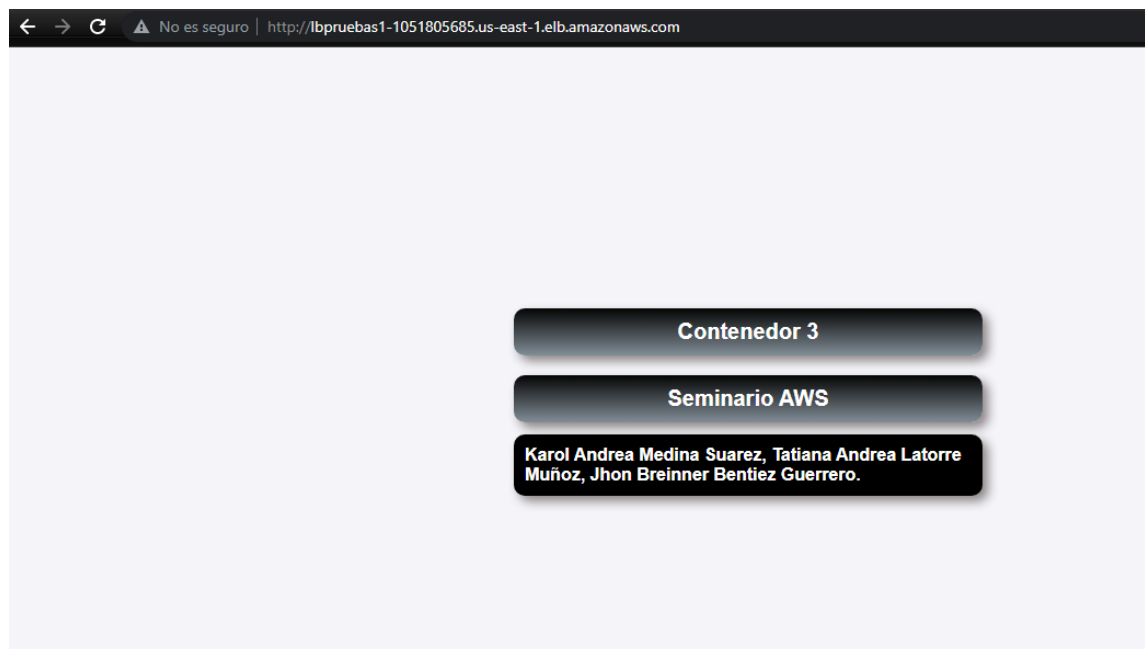 No es seguro | http://lbpruebas1-1051805685.us-east-1.elb.amazonaws.com
Contenedor 3
Seminario AWS
Karol Andrea Medina Suarez, Tatiana Andrea Latorre
Muñoz, Jhon Breinner Bentiez Guerrero.